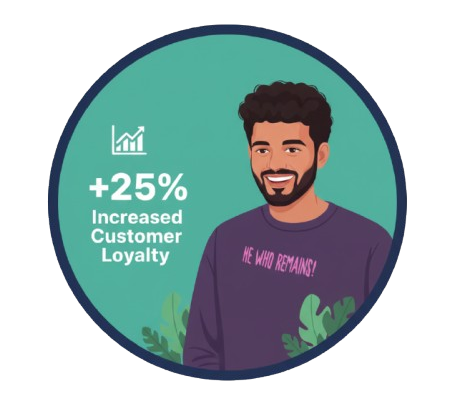 +25%
Increased
Customer
Loyalty
HE WHO REMAINS!